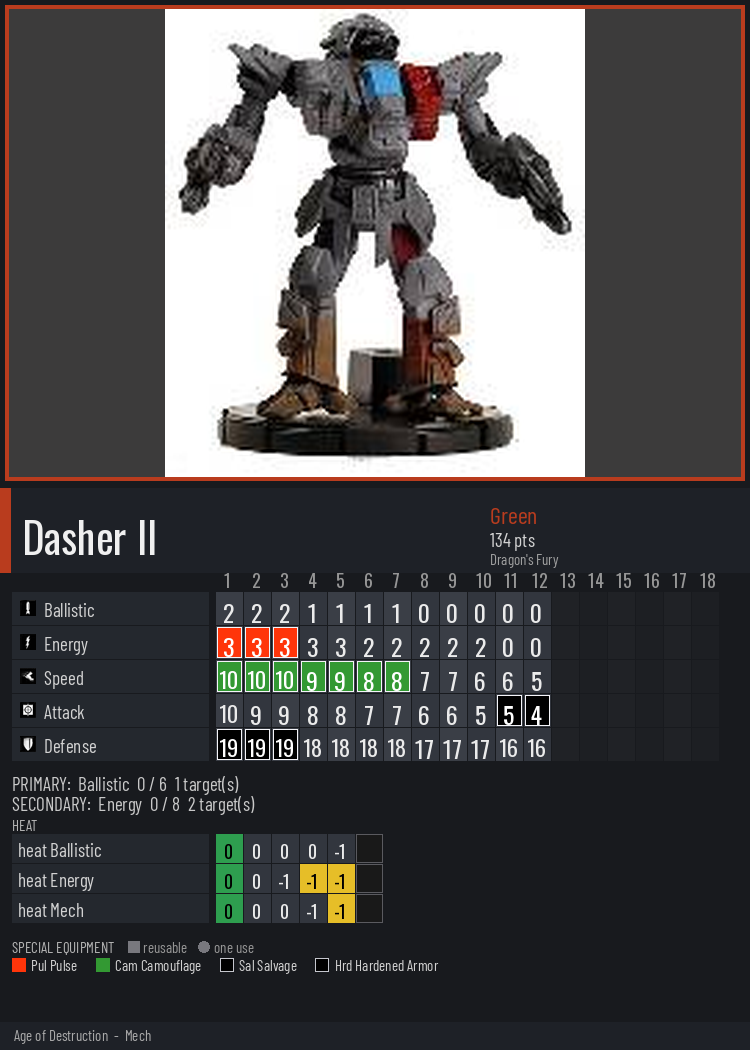 Dasher II
Green
134 pts
Dragon's Fury
1 2 3 4 5 6 7 8 9 10 11 12 13 14 15 16 17 18
Ballistic 2 2 2 1 1 1 1 0 0 0 0 0
Energy 3 3 3 3 3 2 2 2 2 2 0 0
Speed 10 10 10 9 9 8 8 7 7 6 6 5
Attack 10 9 9 8 8 7 7 6 6 5 5 4
Defense 19 19 19 18 18 18 18 17 17 17 16 16
PRIMARY: Ballistic 0 / 6 1 target(s)
SECONDARY: Energy 0 / 8 2 target(s)
HEAT
heat Ballistic 0 0 0 0 -1
heat Energy 0 0 -1 -1 -1
heat Mech 0 0 0 -1 -1
SPECIAL EQUIPMENT reusable one use
Pul Pulse Cam Camouflage Sal Salvage Hrd Hardened Armor
Age of Destruction - Mech